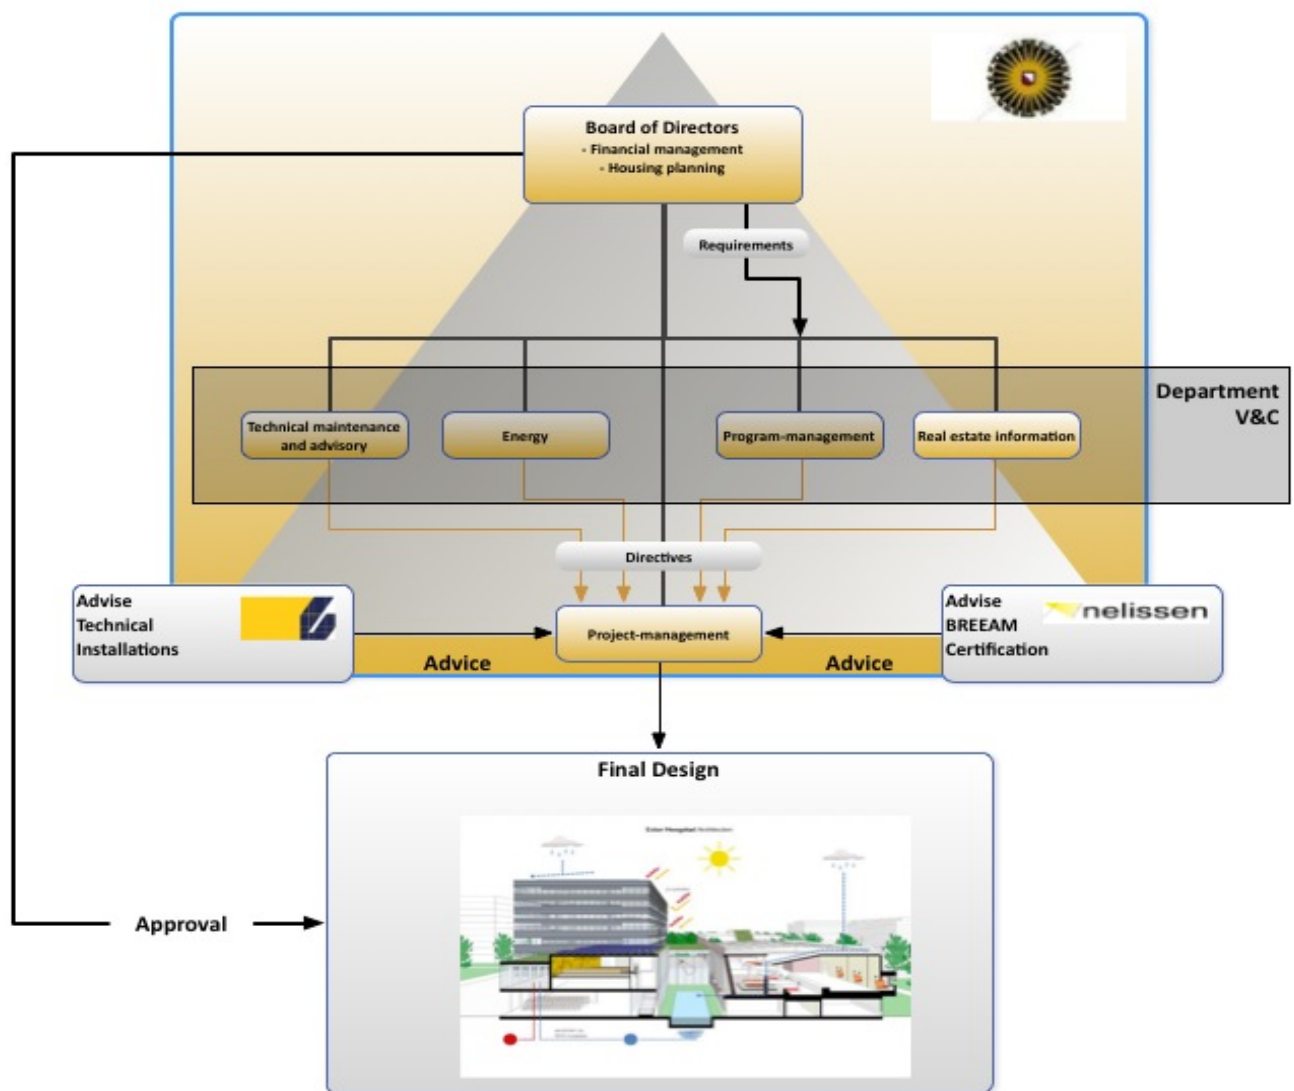 Board of Directors
- Financial management
- Housing planning
Requirements
Department
V&C
Technical maintenance
and advisory
Energy
Program-management
Real estate information
Directives
Advise
Technical
Installations
Project-management
Advise
BREEAM
Certification
nelissen
Advice
Advice
Final Design
Approval